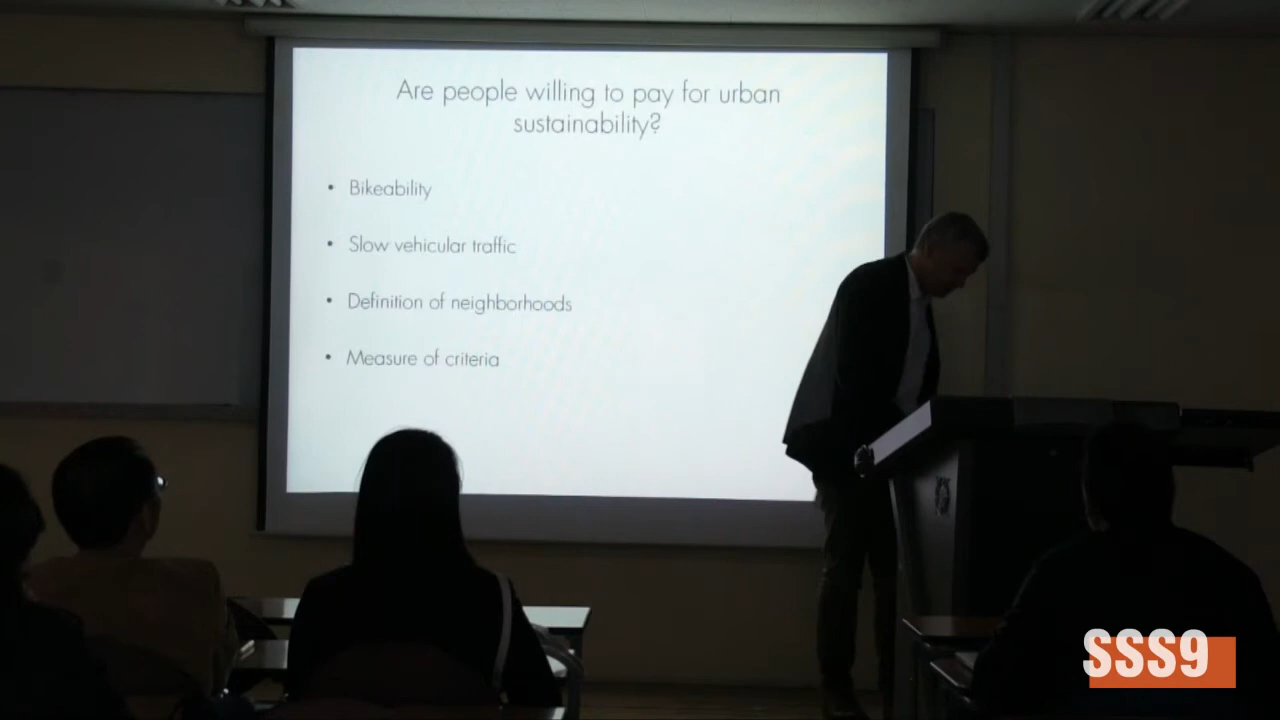 Are people willing to pay for urban
sustainability?
• Bikeability
• Slow vehicular traffic
• Definition of neighborhoods
• Measure of criteria
SSS9